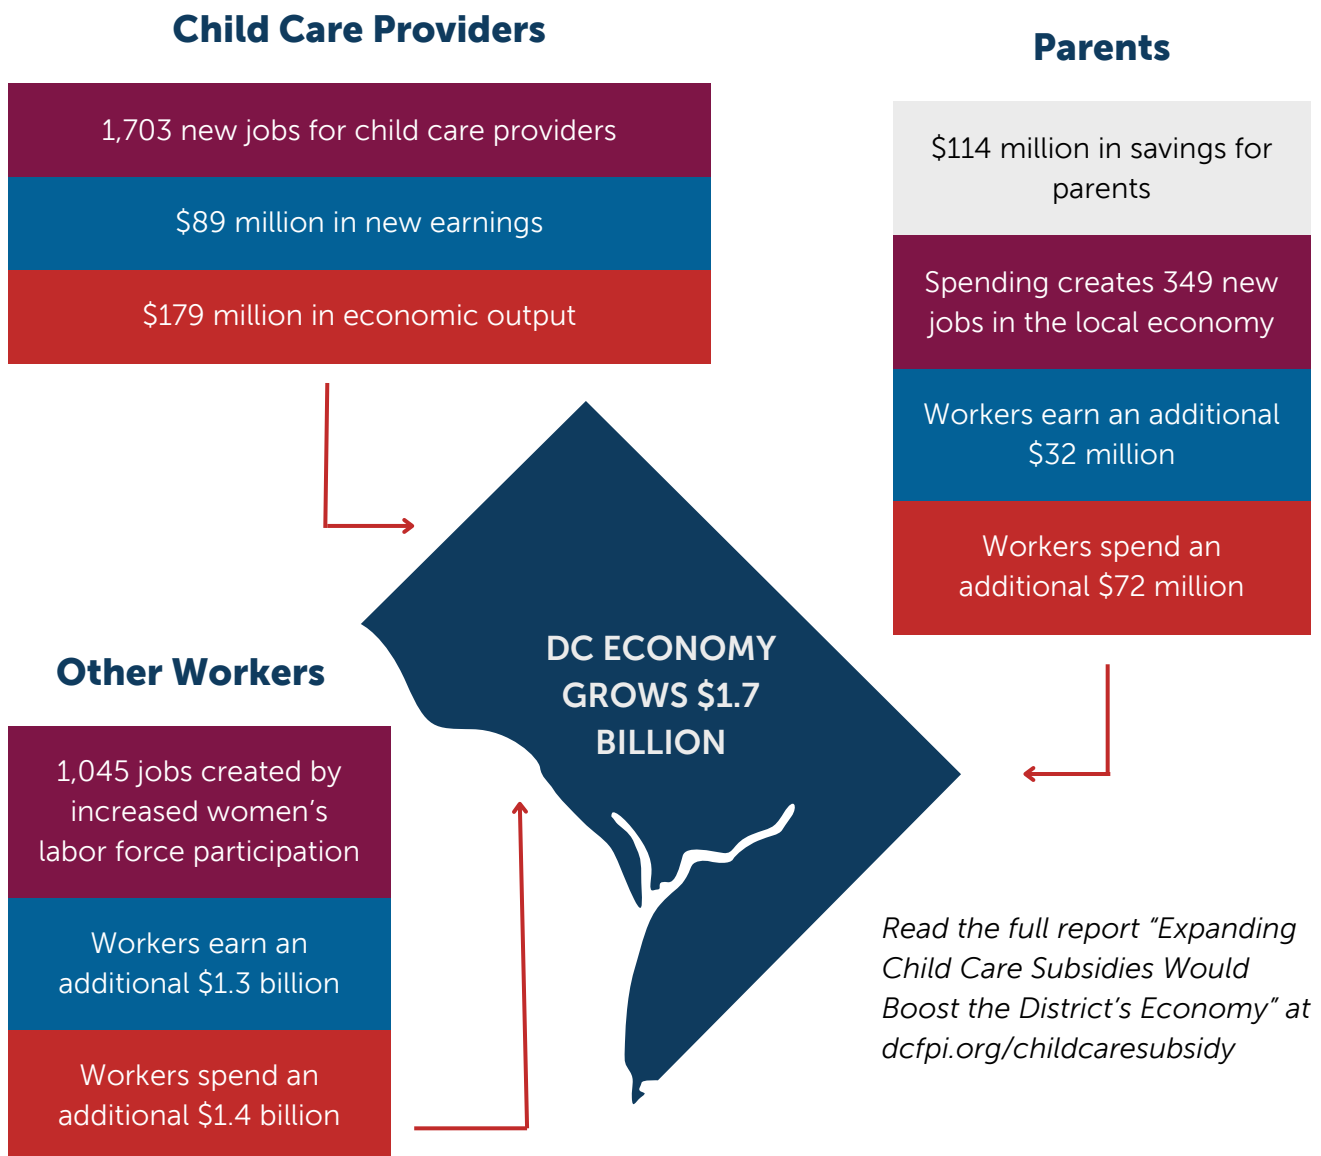 Child Care Providers
1,703 new jobs for child care providers
$89 million in new earnings
$179 million in economic output
Parents
$114 million in savings for
parents
Spending creates 349 new
jobs in the local economy
Workers earn an additional
$32 million
Workers spend an
additional $72 million
DC ECONOMY
GROWS $1.7
BILLION
Other Workers
1,045 jobs created by
increased women’s
labor force participation
Workers earn an
additional $1.3 billion
Workers spend an
additional $1.4 billion
Read the full report “Expanding
Child Care Subsidies Would
Boost the District’s Economy” at
dcfpi.org/childcaresubsidy